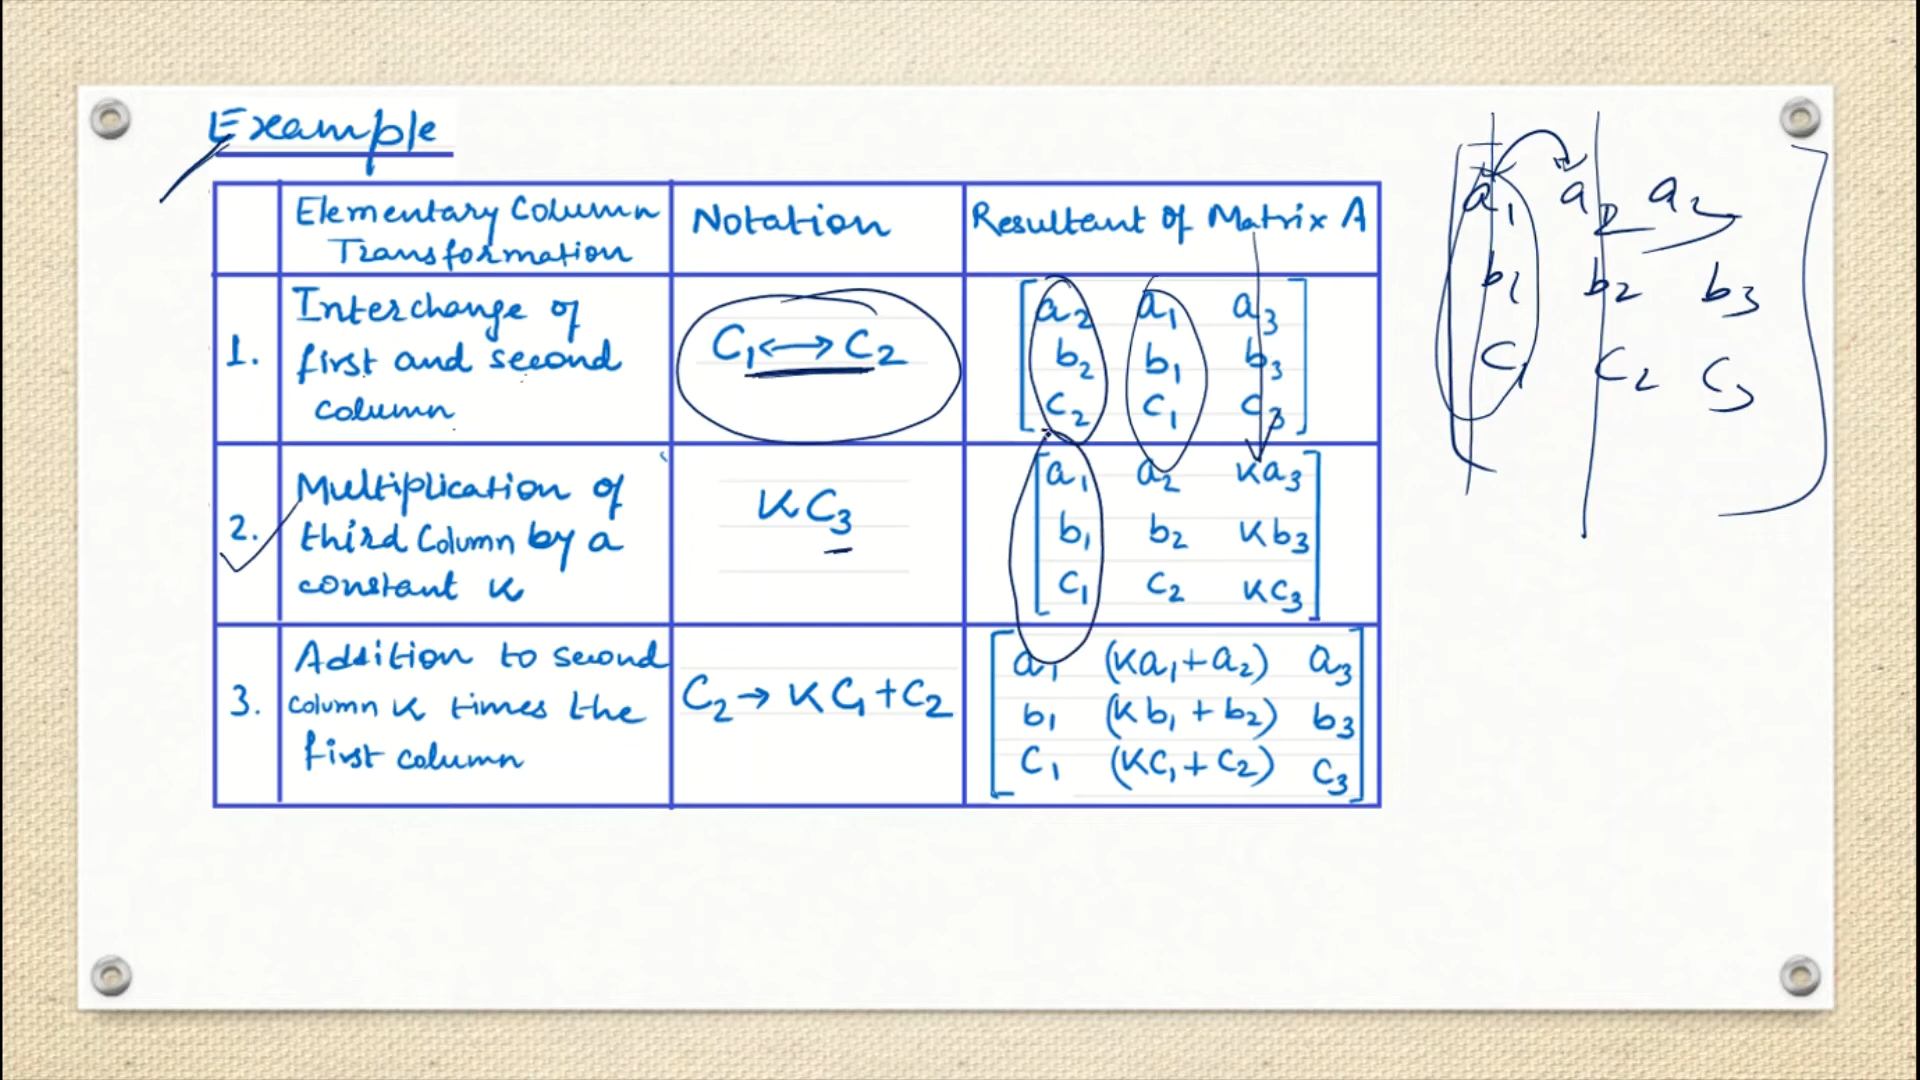 Example
Elementary Column
Transformation
Notation
Resultant of Matrix A
1.
Interchange of
first and second
column
C₁⟷C₂
a₂ a₁ a₃
b₂ b₁ b₃
c₂ c₁ c₃
2.
Multiplication of
third Column by a
constant K
KC₃
a₁ a₂ Ka₃
b₁ b₂ Kb₃
c₁ c₂ Kc₃
3.
Addition to second
column K times the
first column
C₂→KC₁+C₂
a₁ (Ka₁+a₂) a₃
b₁ (Kb₁+b₂) b₃
c₁ (Kc₁+c₂) c₃
a₁ a₂
b₁ b₂ b₃
c₁ c₂ c₃